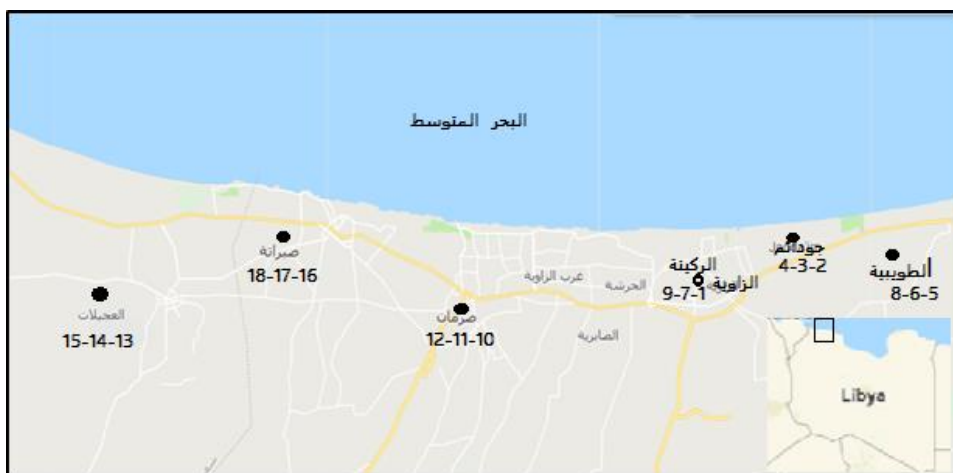 البحر المتوسط
صبراتة
18-17-16
العجيلات
15-14-13
صرمان
12-11-10
غرب الزاوية
الحرشة
الصابرية
الركينة
الزاوية
9-7-1
جودائم
4-3-2
ألطويبية
8-6-5
Libya